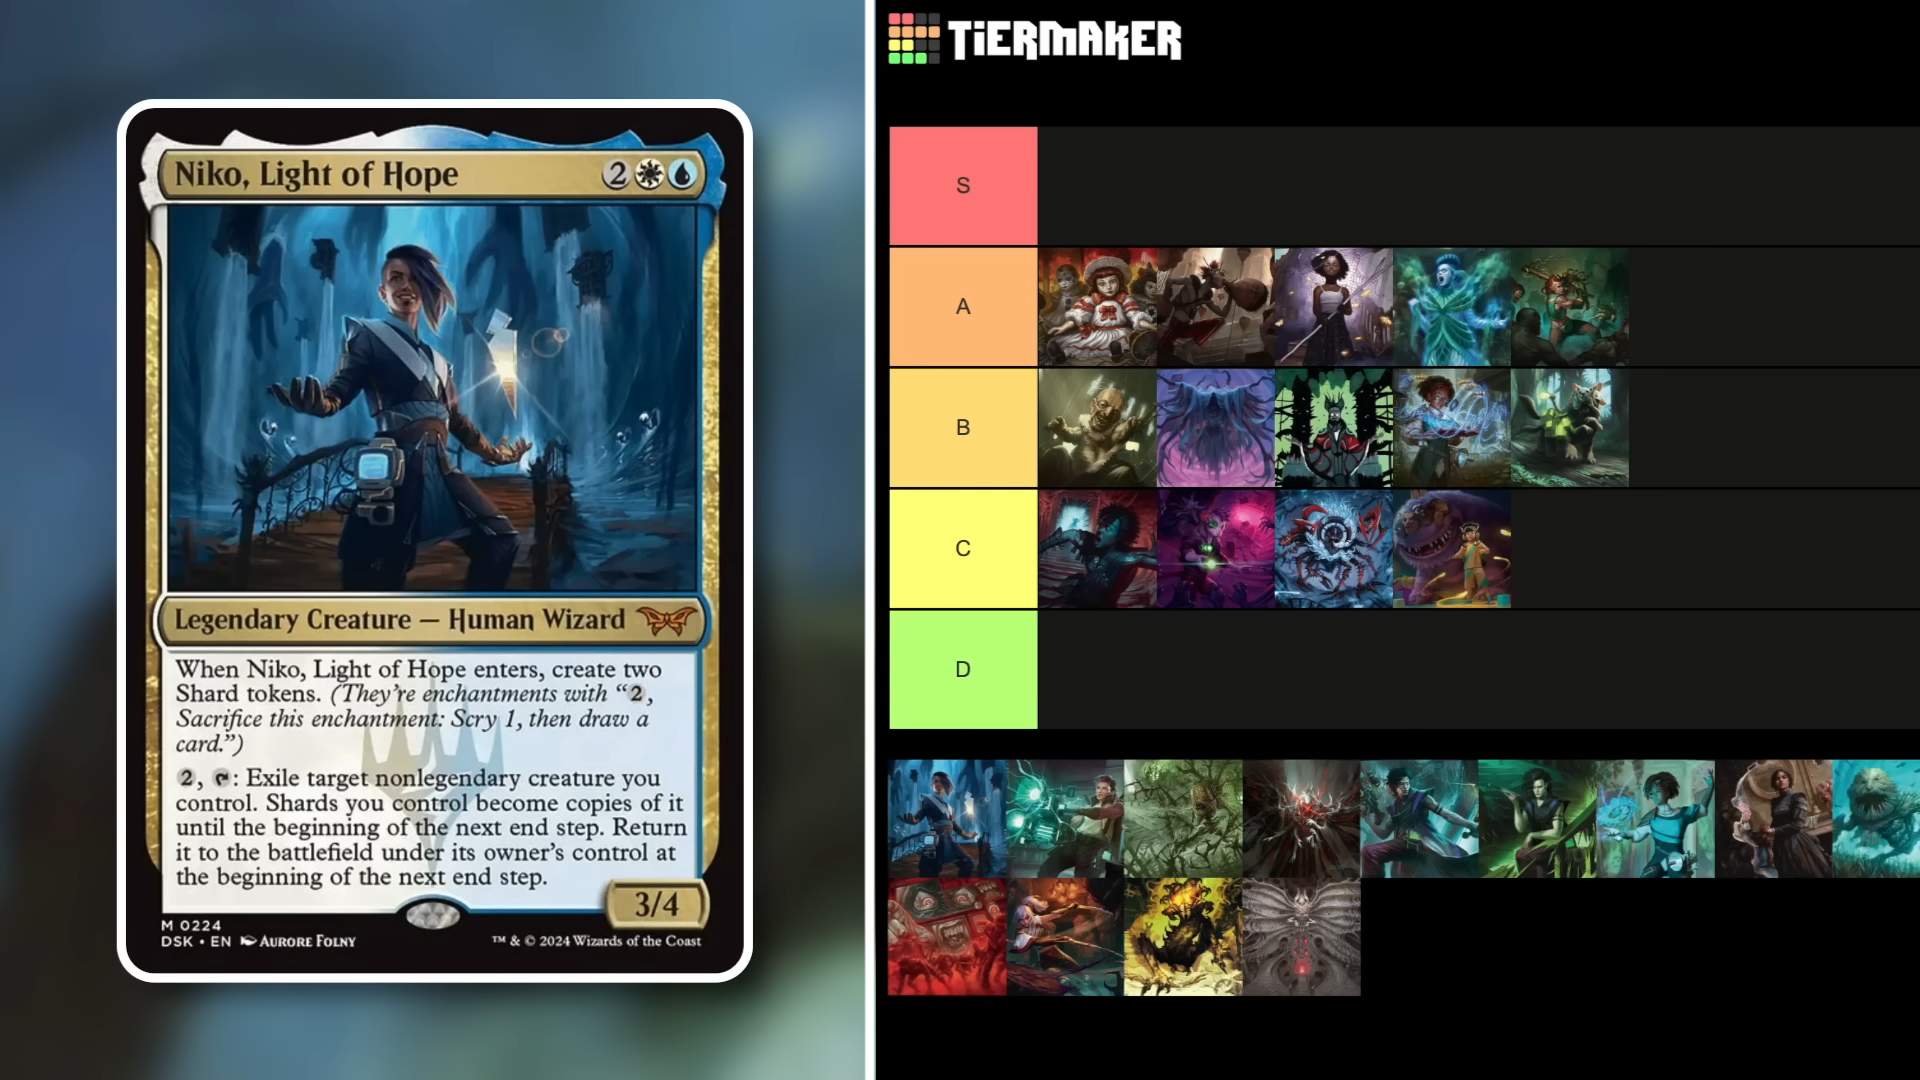 Niko, Light of Hope 2
Legendary Creature — Human Wizard
When Niko, Light of Hope enters, create two
Shard tokens. (They're enchantments with "2,
Sacrifice this enchantment: Scry 1, then draw a
card.")
2, : Exile target nonlegendary creature you
control. Shards you control become copies of it
until the beginning of the next end step. Return
it to the battlefield under its owner's control at
the beginning of the next end step.
3/4
M 0224
DSK • EN AURORE FOLNY
™ & © 2024 Wizards of the Coast
TiERMAKER
S
A
B
C
D